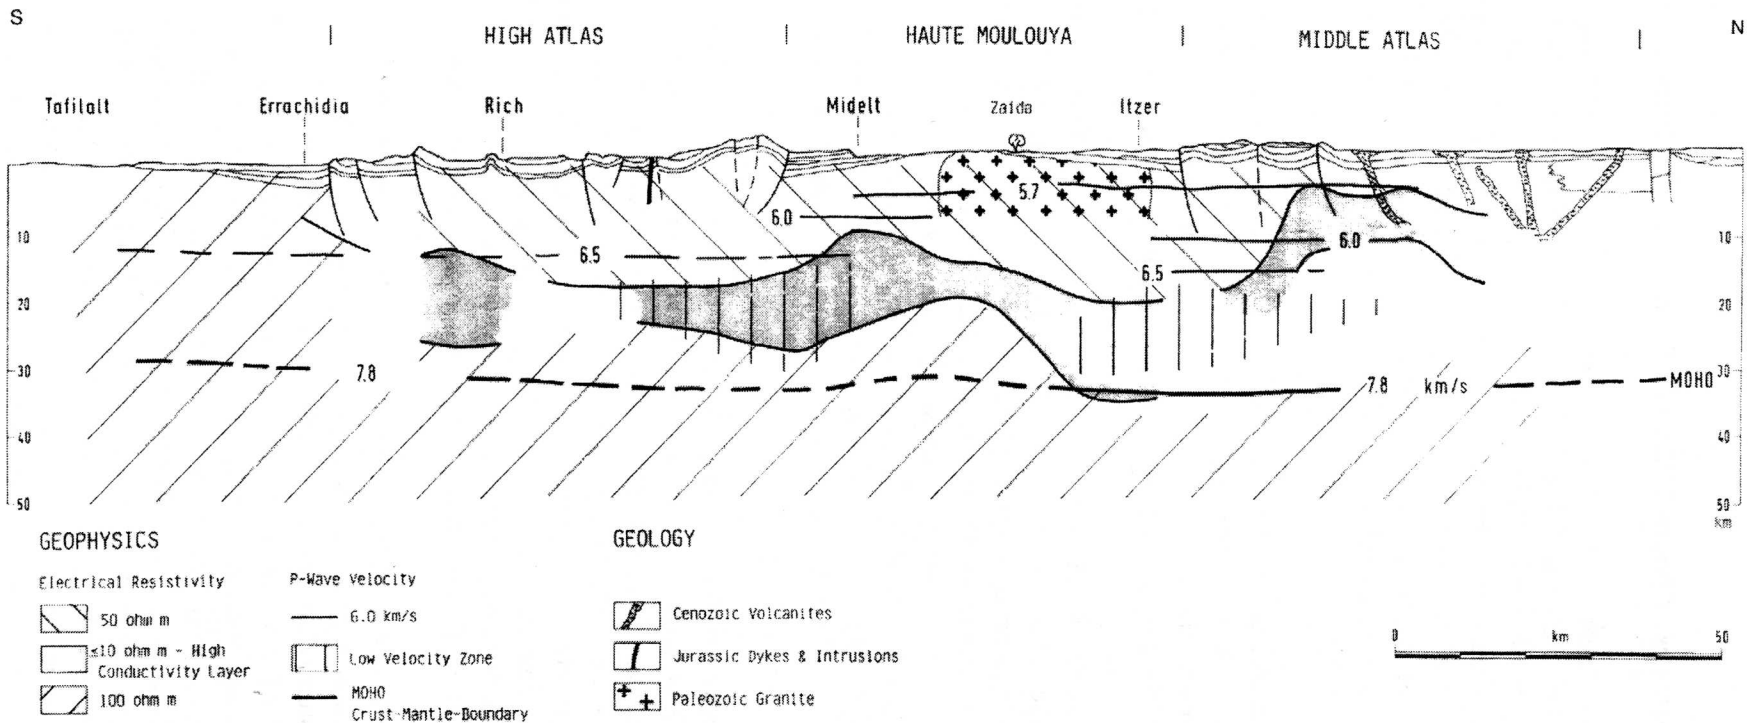 S N
HIGH ATLAS HAUTE MOULOUYA MIDDLE ATLAS
Tafilalt Errachidia Rich Midelt Zaida Itzer
5.7
6.0
10 6.0 10
6.5
6.5
20 20
30 7.8 7.8 km/s MOHO 30
40 40
50 50
km
GEOPHYSICS
Electrical Resistivity
50 ohm m
≤10 ohm m - High
Conductivity Layer
100 ohm m
P-Wave Velocity
6.0 km/s
Low Velocity Zone
MOHO
Crust-Mantle-Boundary
GEOLOGY
Cenozoic Volcanites
Jurassic Dykes & Intrusions
Paleozoic Granite
0 km 50